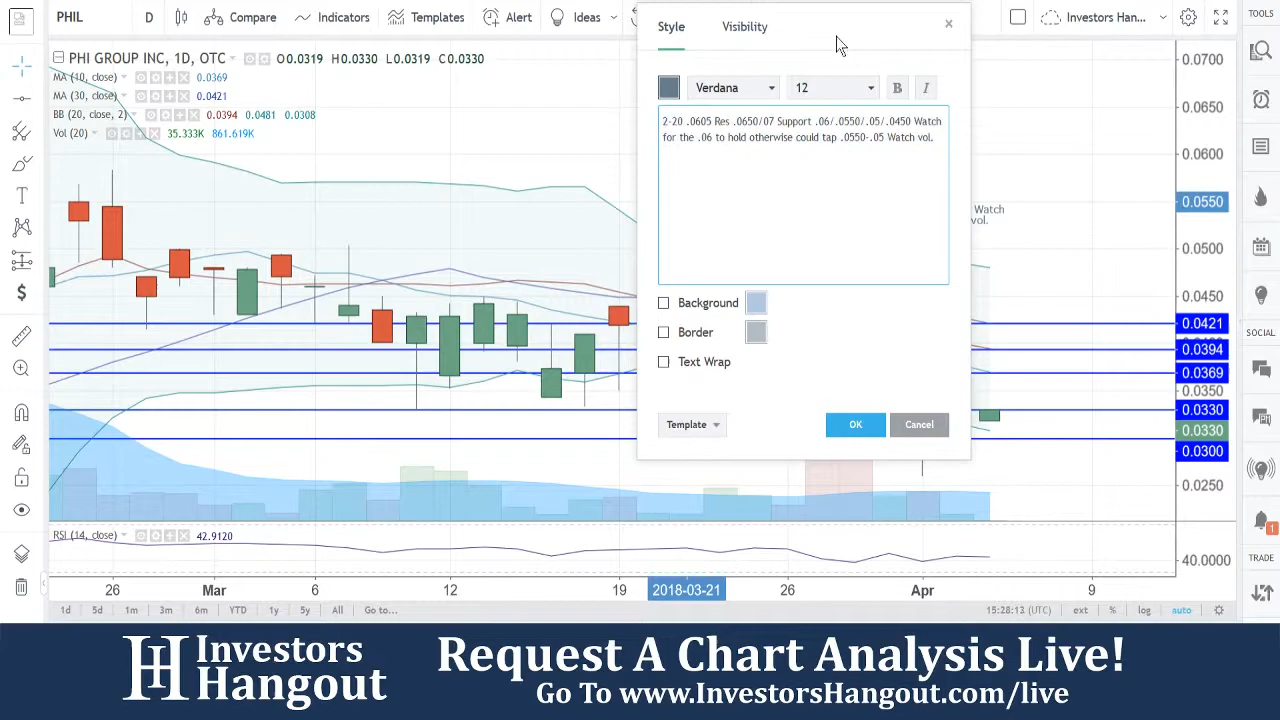 PHIL D Compare Indicators Templates Alert Ideas Investors Han...
TOOLS
Style Visibility
PHI GROUP INC, 1D, OTC O0.0319 H0.0330 L0.0319 C0.0330
MA (10, close) 0.0369
MA (30, close) 0.0421
BB (20, close, 2) 0.0394 0.0481 0.0308
Vol (20) 35.333K 861.619K
Verdana 12 B I
2-20 .0605 Res .0650/07 Support .06/.0550/.05/.0450 Watch
for the .06 to hold otherwise could tap .0550-.05 Watch vol.
Watch
vol.
Background
Border
Text Wrap
Template OK Cancel
0.0700
0.0650
0.0600
0.0550
0.0500
0.0450
0.0421
0.0394
0.0369
0.0350
0.0330
0.0330
0.0300
0.0250
SOCIAL
1
TRADE
RSI (14, close) 42.9120
40.0000
26 Mar 6 12 19 2018-03-21 26 Apr 9
1d 5d 1m 3m 6m YTD 1y 5y All Go to... 15:28:13 (UTC) ext % log auto
Investors
Hangout
Request A Chart Analysis Live!
Go To www.InvestorsHangout.com/live